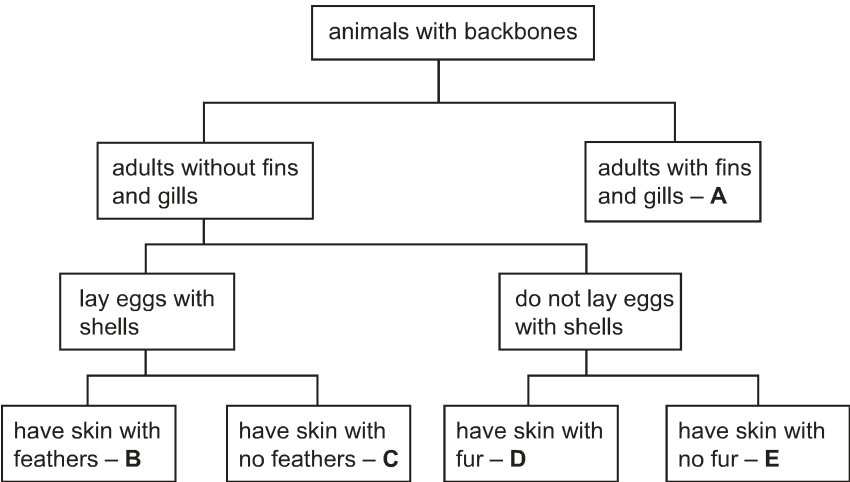 animals with backbones
adults without fins
and gills
adults with fins
and gills – A
lay eggs with
shells
do not lay eggs
with shells
have skin with
feathers – B
have skin with
no feathers – C
have skin with
fur – D
have skin with
no fur – E